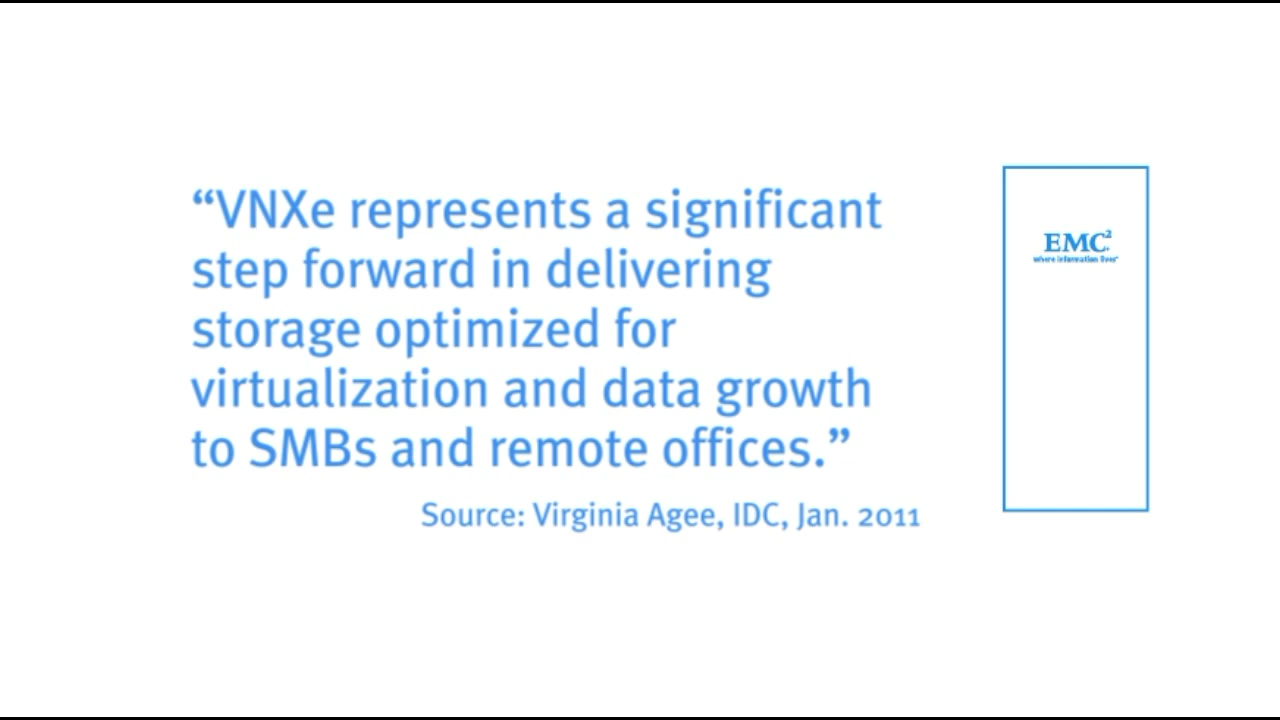 “VNXe represents a significant
step forward in delivering
storage optimized for
virtualization and data growth
to SMBs and remote offices.”
Source: Virginia Agee, IDC, Jan. 2011
EMC²
where information lives®